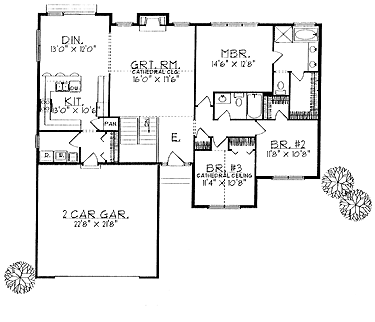 DIN.
13'0" x 12'0"
GRT. RM.
CATHEDRAL CLG.
16'0" x 17'6"
MBR.
14'6" x 12'8"
KIT.
13'0" x 10'6"
PAN
D.
E.
BR. #2
11'8" x 10'8"
BR. #3
CATHEDRAL CEILING
11'4" x 10'8"
2 CAR GAR.
22'8" x 21'8"